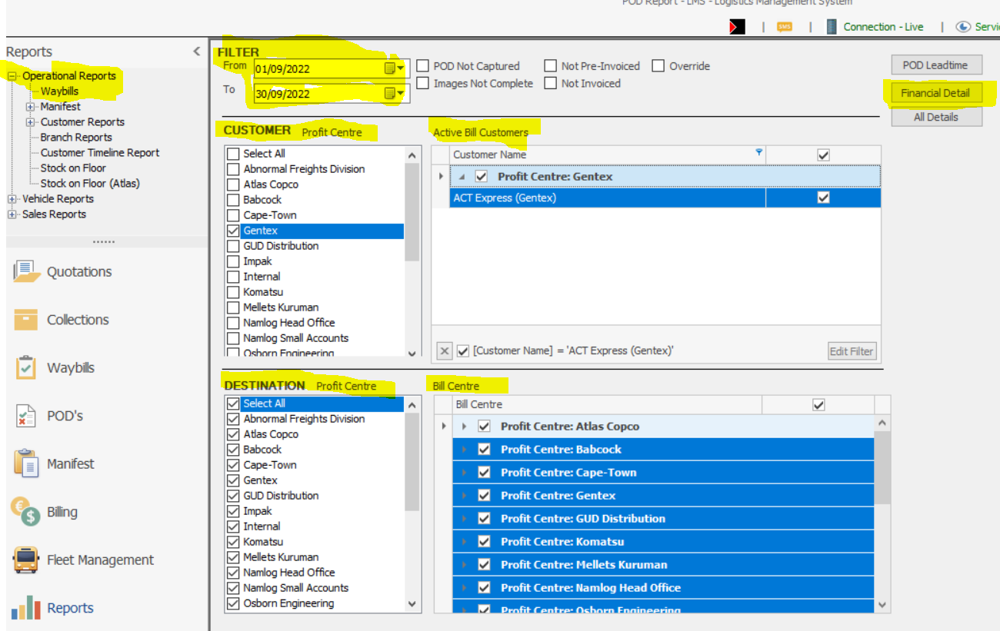 POD Report - LMS - Logistics Management System
SMS | Connection - Live | Servi
Reports <
Operational Reports
Waybills
Manifest
Customer Reports
Branch Reports
Customer Timeline Report
Stock on Floor
Stock on Floor (Atlas)
Vehicle Reports
Sales Reports
Quotations
Collections
Waybills
POD's
Manifest
Billing
Fleet Management
Reports
FILTER
From 01/09/2022
To 30/09/2022
POD Not Captured Not Pre-Invoiced Override
Images Not Complete Not Invoiced
POD Leadtime
Financial Detail
All Details
CUSTOMER Profit Centre
Select All
Abnormal Freights Division
Atlas Copco
Babcock
Cape-Town
Gentex
GUD Distribution
Impak
Internal
Komatsu
Mellets Kuruman
Namlog Head Office
Namlog Small Accounts
Osborn Engineering
Active Bill Customers
Customer Name
Profit Centre: Gentex
ACT Express (Gentex)
[Customer Name] = 'ACT Express (Gentex)'
Edit Filter
DESTINATION Profit Centre
Select All
Abnormal Freights Division
Atlas Copco
Babcock
Cape-Town
Gentex
GUD Distribution
Impak
Internal
Komatsu
Mellets Kuruman
Namlog Head Office
Namlog Small Accounts
Osborn Engineering
Bill Centre
Bill Centre
Profit Centre: Atlas Copco
Profit Centre: Babcock
Profit Centre: Cape-Town
Profit Centre: Gentex
Profit Centre: GUD Distribution
Profit Centre: Komatsu
Profit Centre: Mellets Kuruman
Profit Centre: Namlog Head Office
Profit Centre: Osborn Engineering